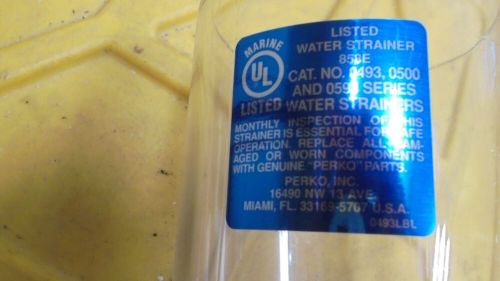 LISTED
WATER STRAINER
859E
MARINE
UL
CAT. NO. 0493, 0500
AND 0593 SERIES
LISTED WATER STRAINERS
MONTHLY INSPECTION OF THIS
STRAINER IS ESSENTIAL FOR SAFE
OPERATION. REPLACE ALL DAM-
AGED OR WORN COMPONENTS
WITH GENUINE "PERKO" PARTS.
PERKO, INC.
16490 NW 13 AVE.
MIAMI, FL. 33169-5707 U.S.A.
0493LBL